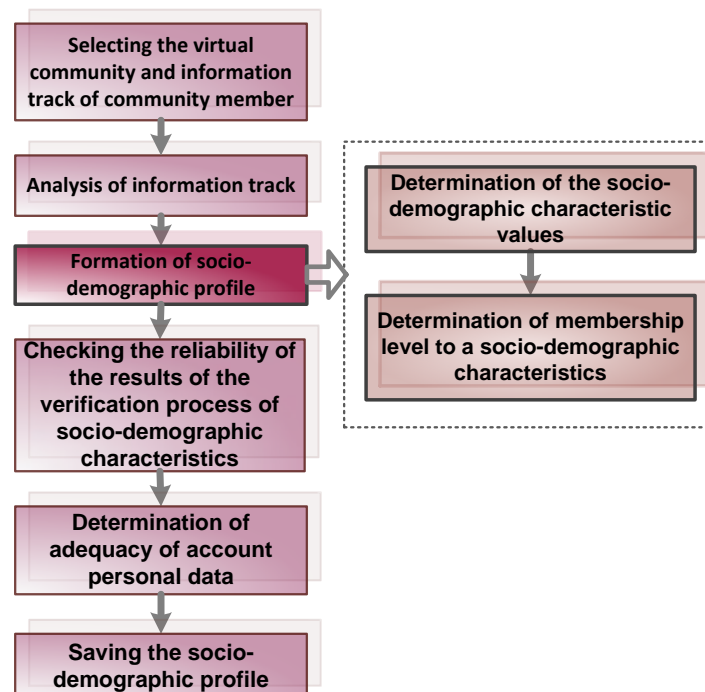 Selecting the virtual
community and information
track of community member
Analysis of information track
Formation of socio-
demographic profile
Checking the reliability of
the results of the
verification process of
socio-demographic
characteristics
Determination of
adequacy of account
personal data
Saving the socio-
demographic profile
Determination of the socio-
demographic characteristic
values
Determination of membership
level to a socio-demographic
characteristics